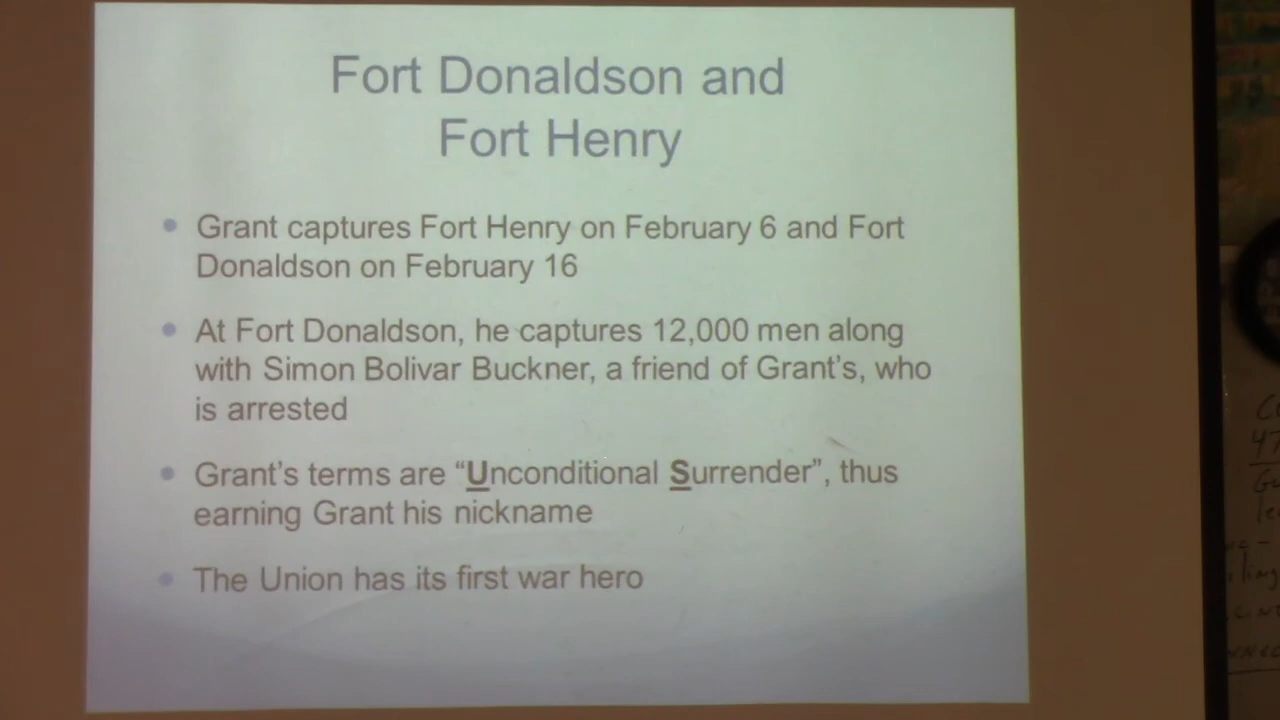 Fort Donaldson and
Fort Henry
• Grant captures Fort Henry on February 6 and Fort
Donaldson on February 16
• At Fort Donaldson, he captures 12,000 men along
with Simon Bolivar Buckner, a friend of Grant's, who
is arrested
• Grant's terms are “Unconditional Surrender”, thus
earning Grant his nickname
• The Union has its first war hero